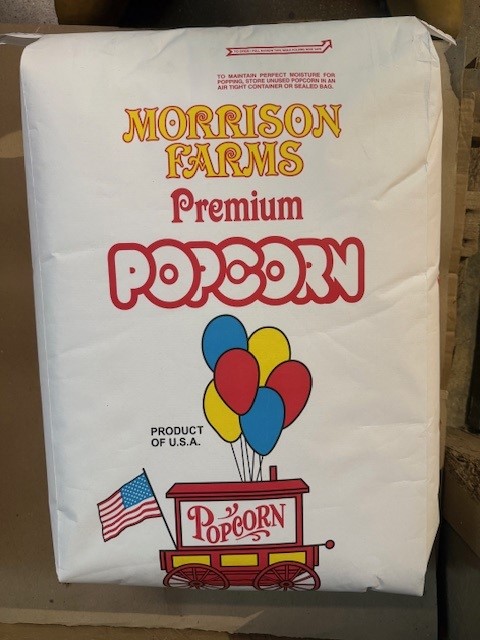 TO MAINTAIN PERFECT MOISTURE FOR
POPPING, STORE UNUSED POPCORN IN AN
AIR TIGHT CONTAINER OR SEALED BAG.
MORRISON
FARMS
Premium
POPCORN
PRODUCT
OF U.S.A.
POPCORN